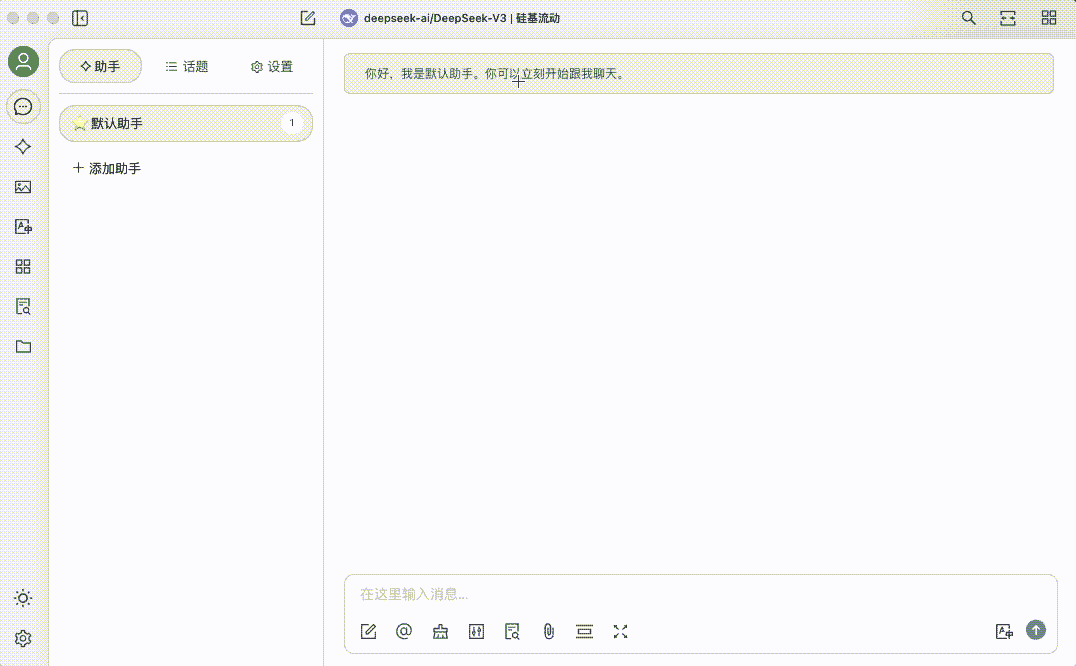 deepseek-ai/DeepSeek-V3 | 硅基流动
助手
话题
设置
默认助手
1
添加助手
你好，我是默认助手。你可以立刻开始跟我聊天。
在这里输入消息...